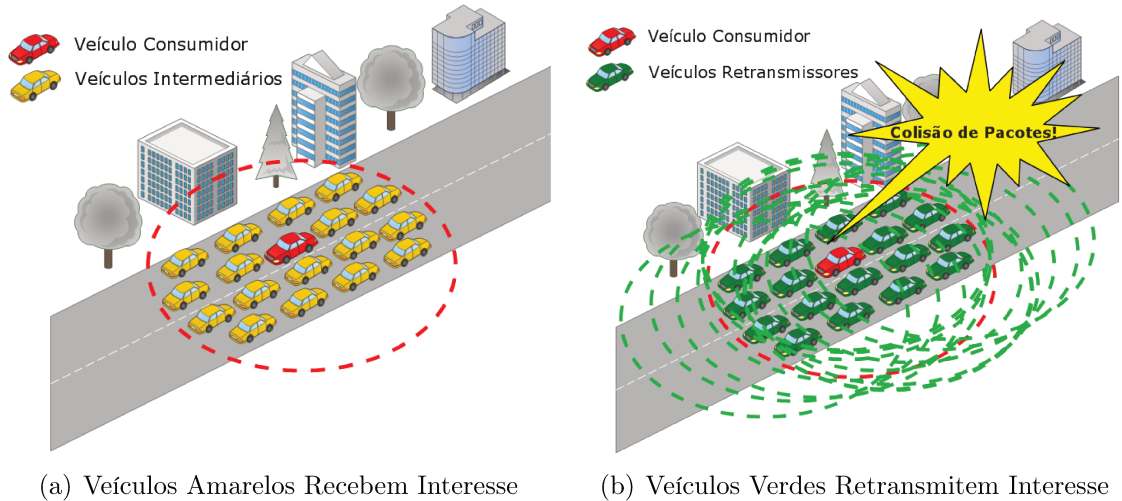 Veículo Consumidor
Veículos Intermediários
Veículo Consumidor
Veículos Retransmissores
Colisão de Pacotes!
(a) Veículos Amarelos Recebem Interesse
(b) Veículos Verdes Retransmitem Interesse